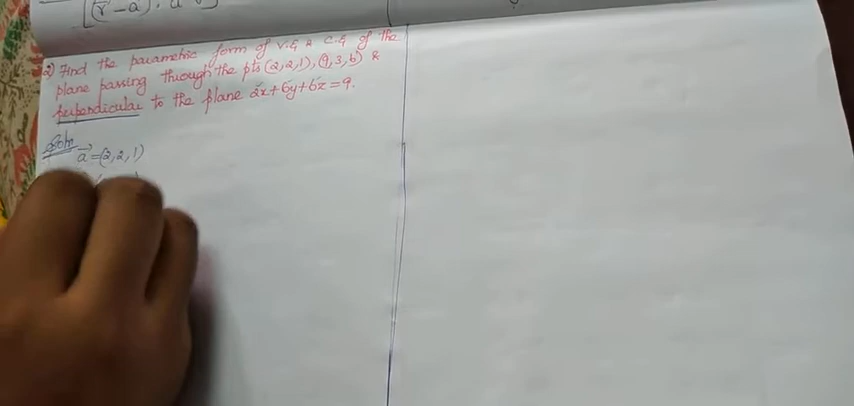 [(r̄-ā)·
2) Find the parametric form of V.E, & C.E of the
plane passing through the pts (2,2,1), (9,3,6) &
perpendicular to the plane 2x+6y+6z=9.
Soln
a⃗=(2,2,1)